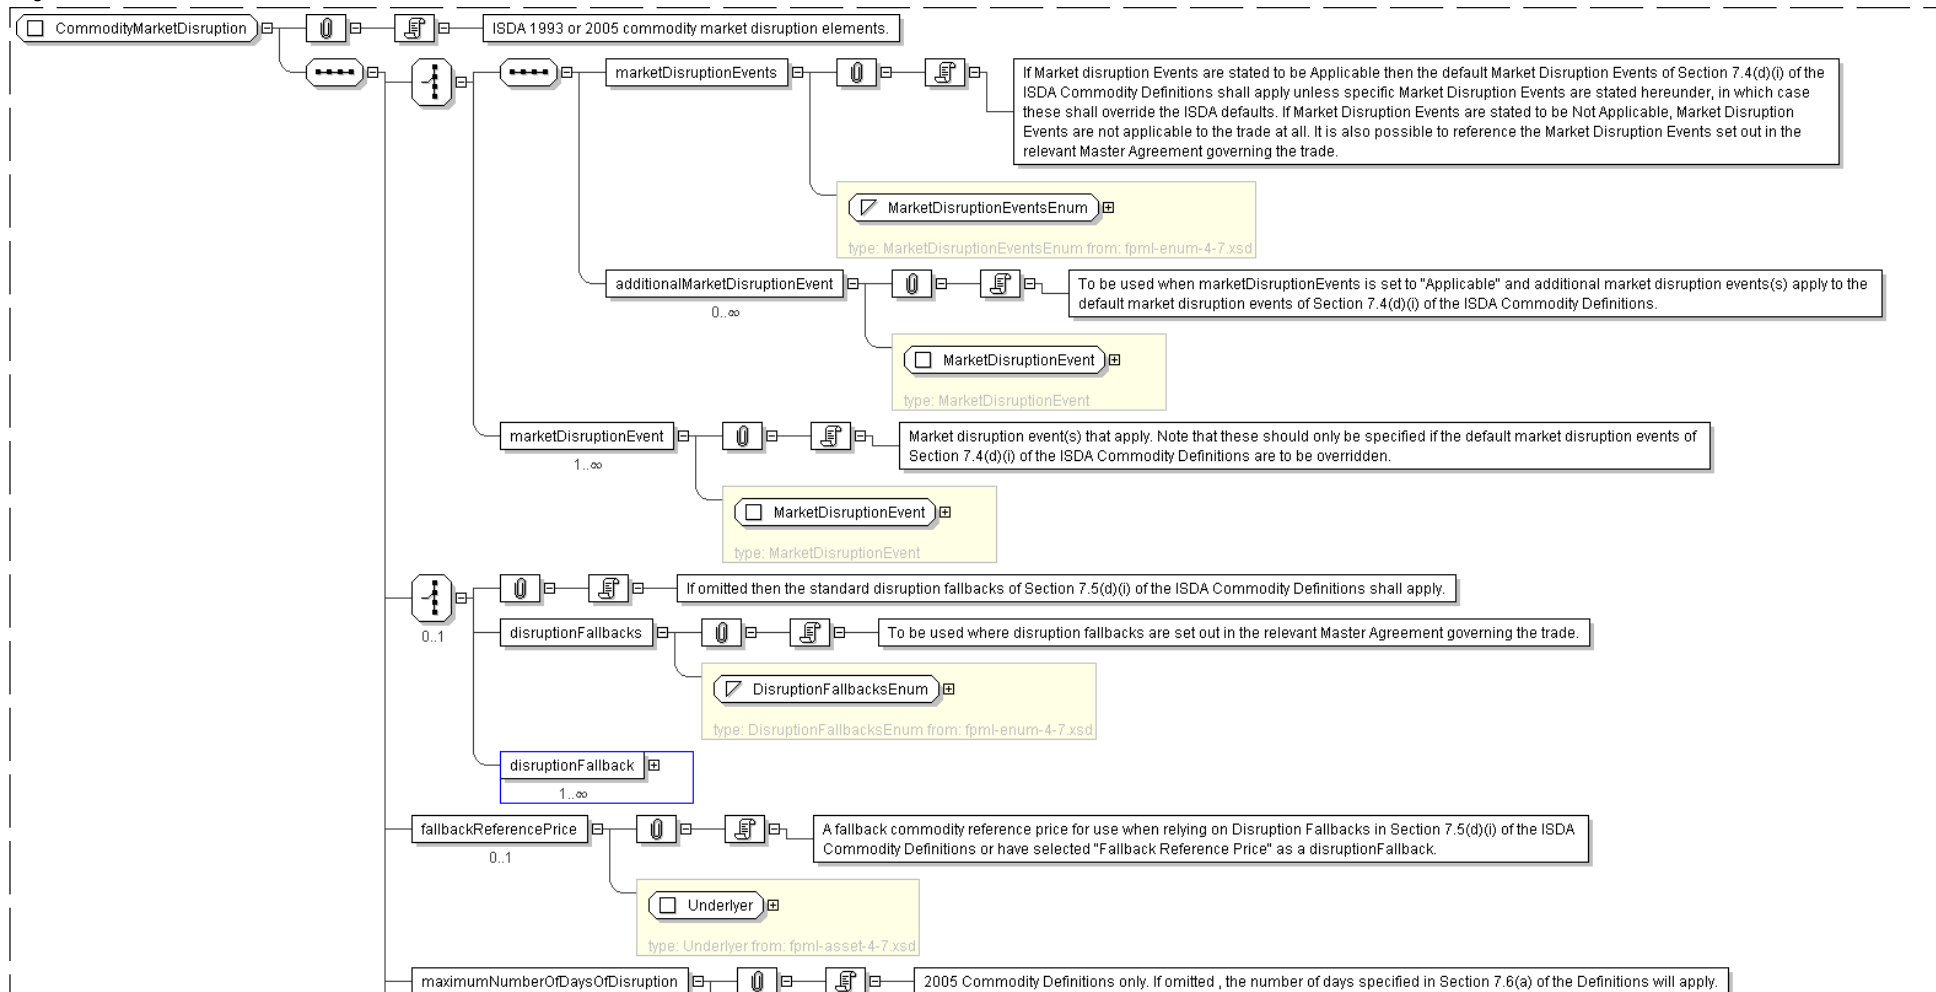 CommodityMarketDisruption
ISDA 1993 or 2005 commodity market disruption elements.
marketDisruptionEvents
If Market disruption Events are stated to be Applicable then the default Market Disruption Events of Section 7.4(d)(i) of the
ISDA Commodity Definitions shall apply unless specific Market Disruption Events are stated hereunder, in which case
these shall override the ISDA defaults. If Market Disruption Events are stated to be Not Applicable, Market Disruption
Events are not applicable to the trade at all. It is also possible to reference the Market Disruption Events set out in the
relevant Master Agreement governing the trade.
MarketDisruptionEventsEnum
type: MarketDisruptionEventsEnum from: fpml-enum-4-7.xsd
additionalMarketDisruptionEvent
0..∞
To be used when marketDisruptionEvents is set to "Applicable" and additional market disruption events(s) apply to the
default market disruption events of Section 7.4(d)(i) of the ISDA Commodity Definitions.
MarketDisruptionEvent
type: MarketDisruptionEvent
marketDisruptionEvent
1..∞
Market disruption event(s) that apply. Note that these should only be specified if the default market disruption events of
Section 7.4(d)(i) of the ISDA Commodity Definitions are to be overridden.
MarketDisruptionEvent
type: MarketDisruptionEvent
0..1
If omitted then the standard disruption fallbacks of Section 7.5(d)(i) of the ISDA Commodity Definitions shall apply.
disruptionFallbacks
To be used where disruption fallbacks are set out in the relevant Master Agreement governing the trade.
DisruptionFallbacksEnum
type: DisruptionFallbacksEnum from: fpml-enum-4-7.xsd
disruptionFallback
1..∞
fallbackReferencePrice
0..1
A fallback commodity reference price for use when relying on Disruption Fallbacks in Section 7.5(d)(i) of the ISDA
Commodity Definitions or have selected "Fallback Reference Price" as a disruptionFallback.
Underlyer
type: Underlyer from: fpml-asset-4-7.xsd
maximumNumberOfDaysOfDisruption
2005 Commodity Definitions only. If omitted , the number of days specified in Section 7.6(a) of the Definitions will apply.